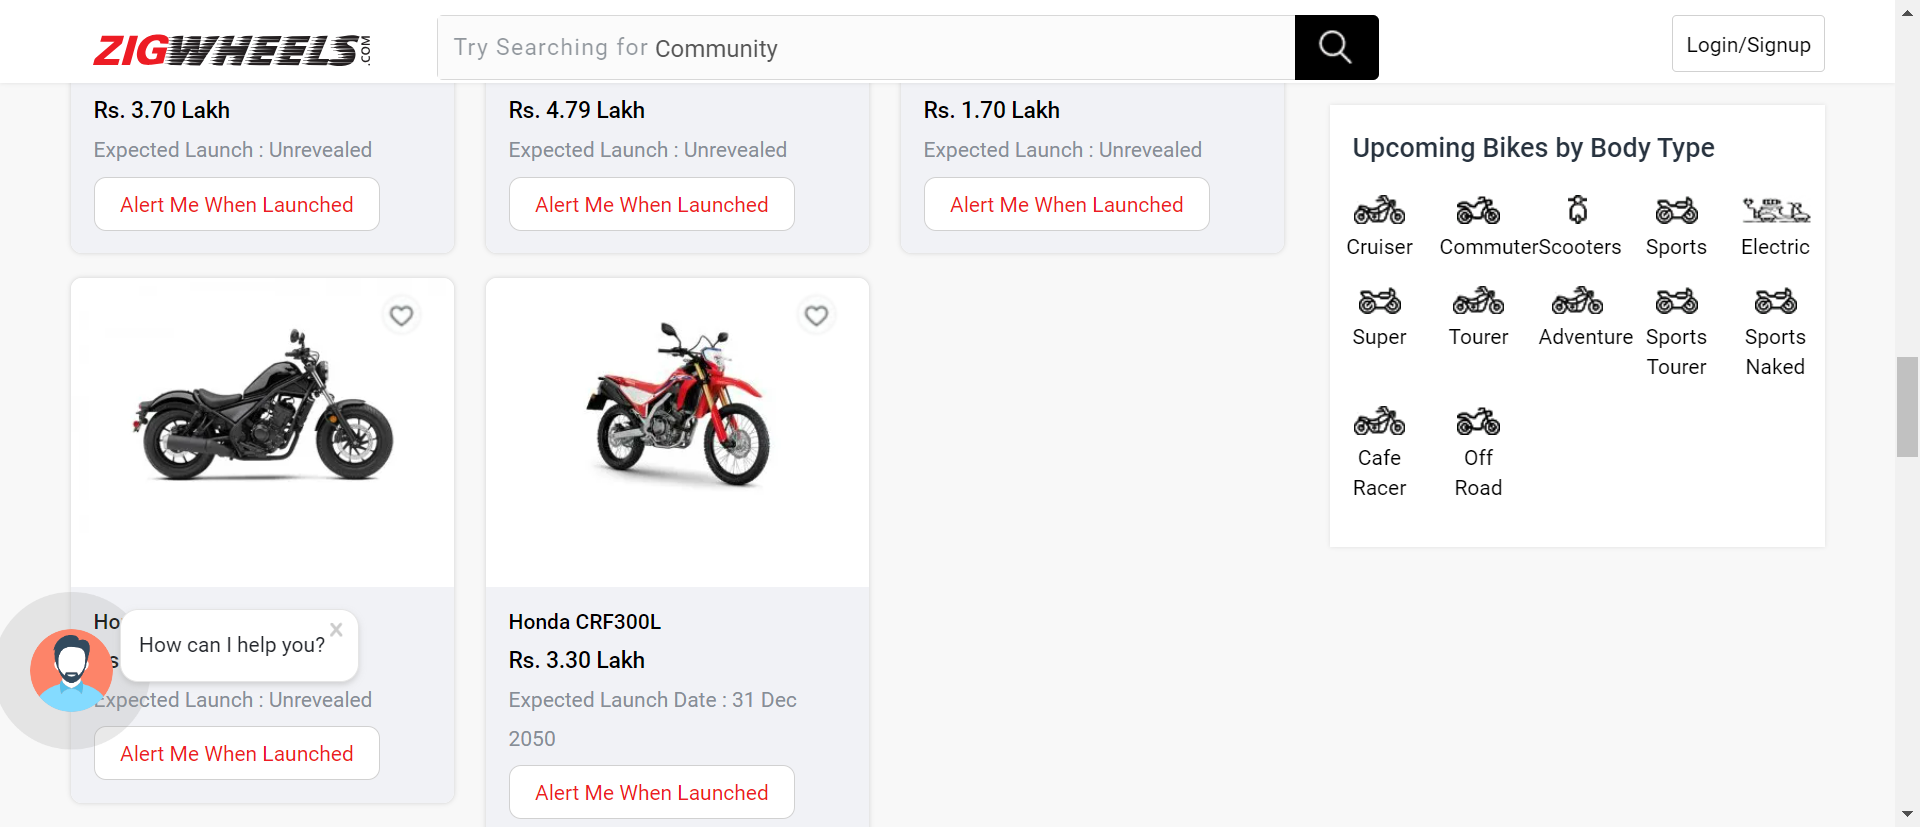 ZIGWHEELS.COM
Try Searching for Community
Login/Signup
Rs. 3.70 Lakh
Expected Launch : Unrevealed
Alert Me When Launched
Rs. 4.79 Lakh
Expected Launch : Unrevealed
Alert Me When Launched
Rs. 1.70 Lakh
Expected Launch : Unrevealed
Alert Me When Launched
Expected Launch : Unrevealed
Alert Me When Launched
How can I help you?
Honda CRF300L
Rs. 3.30 Lakh
Expected Launch Date : 31 Dec
2050
Alert Me When Launched
Upcoming Bikes by Body Type
Cruiser
Commuter
Scooters
Sports
Electric
Super
Tourer
Adventure
Sports
Tourer
Sports
Naked
Cafe
Racer
Off
Road